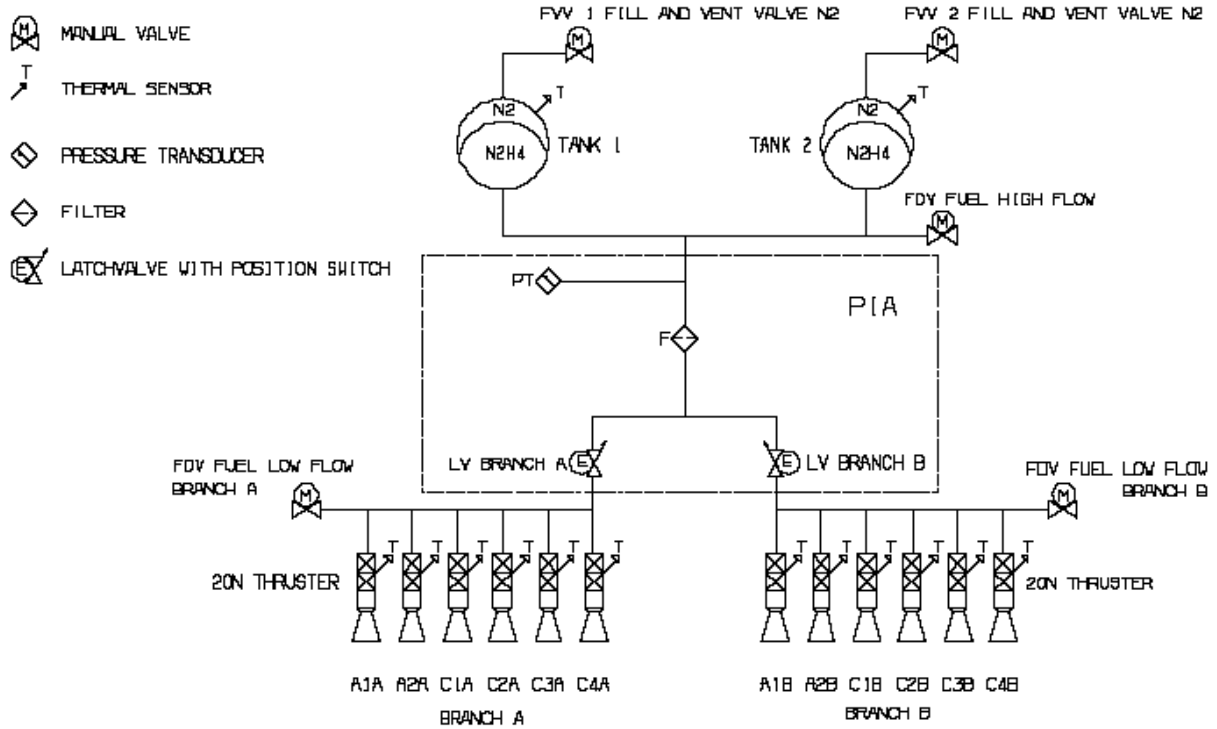 FVV 1 FILL AND VENT VALVE N2
FVV 2 FILL AND VENT VALVE N2
M MANUAL VALVE
M
M
T
THERMAL SENSOR
N2
T
N2
T
N2H4
TANK 1
TANK 2
N2H4
PRESSURE TRANSDUCER
FDV FUEL HIGH FLOW
M
FILTER
E LATCHVALVE WITH POSITION SWITCH
PT
PIA
F
LV BRANCH A E
E LV BRANCH B
FDV FUEL LOW FLOW
BRANCH A
M
FDV FUEL LOW FLOW
BRANCH B
M
T T T T T T
T T T T T T
20N THRUSTER
20N THRUSTER
A1A A2A C1A C2A C3A C4A
A1B A2B C1B C2B C3B C4B
BRANCH A
BRANCH B